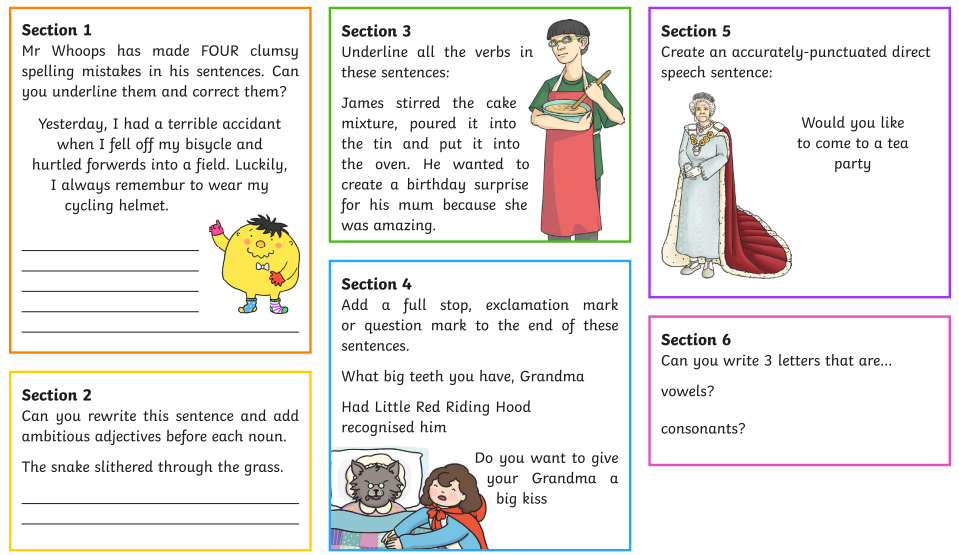 Section 1
Mr Whoops has made FOUR clumsy
spelling mistakes in his sentences. Can
you underline them and correct them?
Yesterday, I had a terrible accidant
when I fell off my bisycle and
hurtled forwerds into a field. Luckily,
I always remembur to wear my
cycling helmet.
Section 2
Can you rewrite this sentence and add
ambitious adjectives before each noun.
The snake slithered through the grass.
Section 3
Underline all the verbs in
these sentences:
James stirred the cake
mixture, poured it into
the tin and put it into
the oven. He wanted to
create a birthday surprise
for his mum because she
was amazing.
Section 4
Add a full stop, exclamation mark
or question mark to the end of these
sentences.
What big teeth you have, Grandma
Had Little Red Riding Hood
recognised him
Do you want to give
your Grandma a
big kiss
Section 5
Create an accurately-punctuated direct
speech sentence:
Would you like
to come to a tea
party
Section 6
Can you write 3 letters that are...
vowels?
consonants?